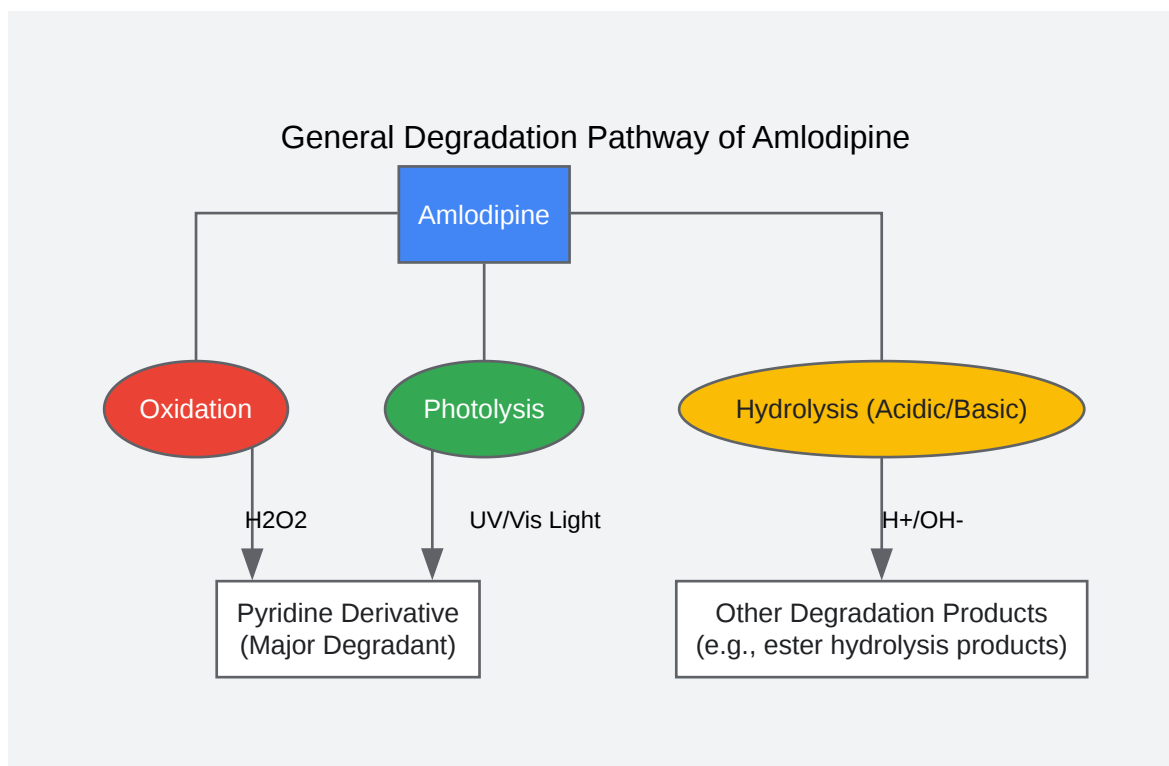 General Degradation Pathway of Amlodipine
Amlodipine
Oxidation
Photolysis
Hydrolysis (Acidic/Basic)
H2O2
UV/Vis Light
H+/OH-
Pyridine Derivative
(Major Degradant)
Other Degradation Products
(e.g., ester hydrolysis products)